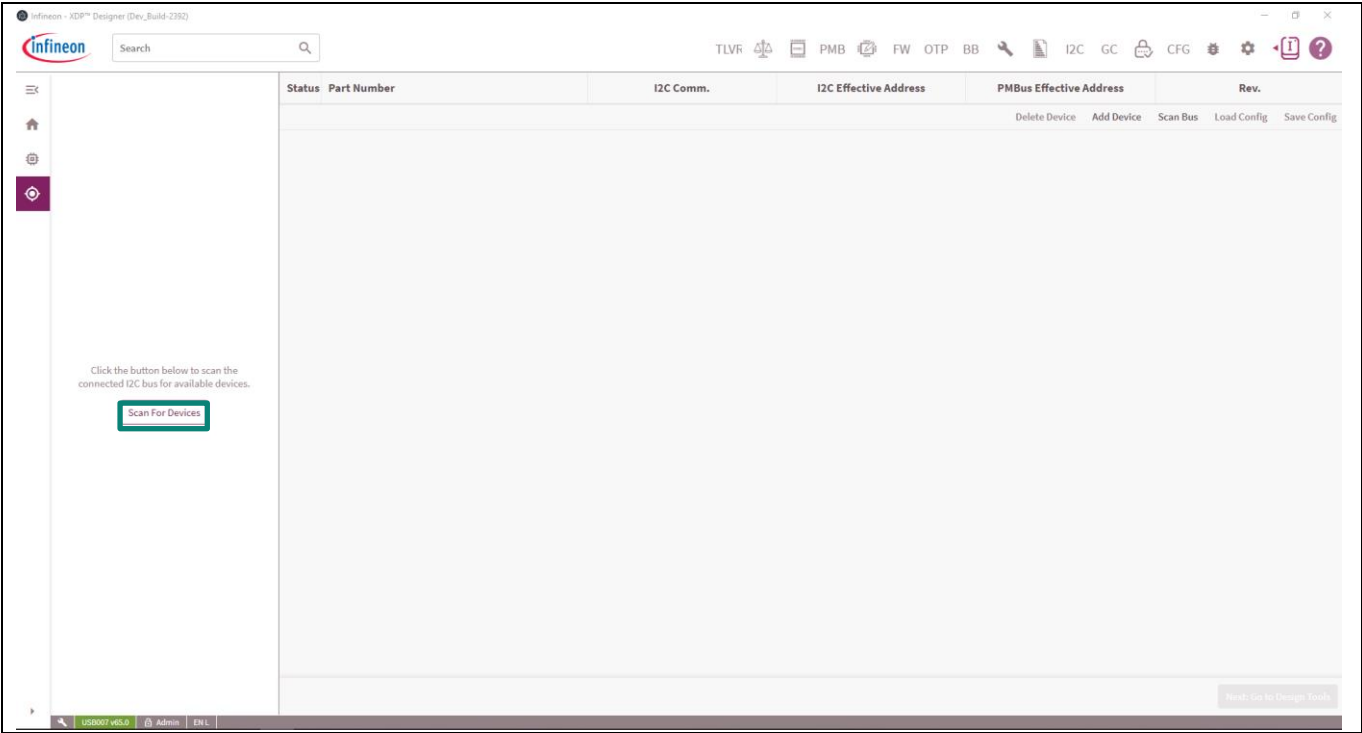 Infineon - XDP™ Designer (Dev_Build-2392)
infineon
Search
TLVR PMB FW OTP BB I2C GC CFG
Status Part Number I2C Comm. I2C Effective Address PMBus Effective Address Rev.
Delete Device Add Device Scan Bus Load Config Save Config
Click the button below to scan the
connected I2C bus for available devices.
Scan For Devices
Next: Go to Design Tools
USB007 v65.0 Admin EN L